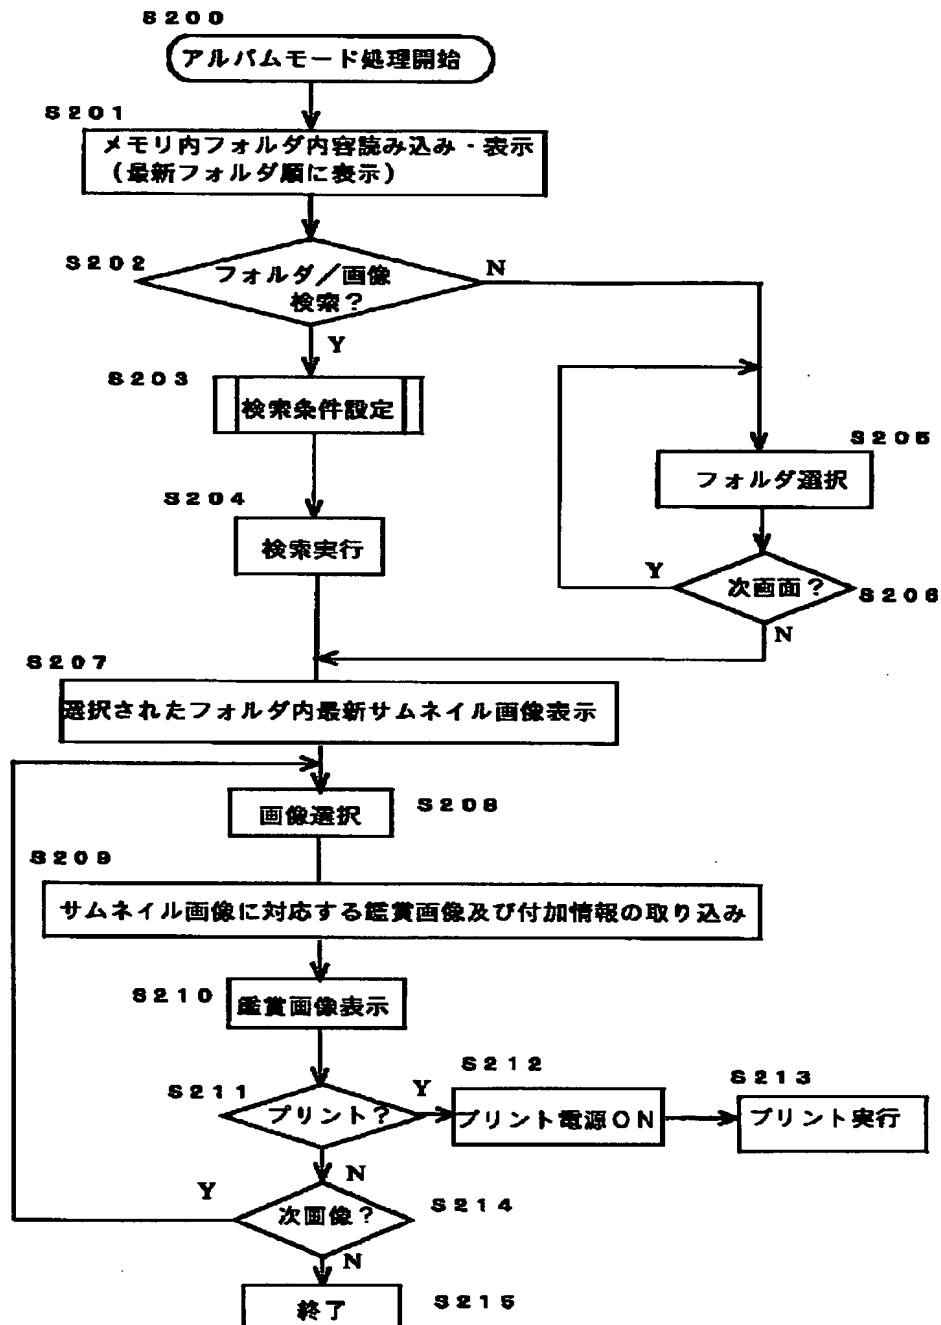 S200
アルバムモード処理開始
S201
メモリ内フォルダ内容読み込み・表示
(最新フォルダ順に表示)
S202
フォルダ/画像
検索?
N
Y
S203
検索条件設定
S204
検索実行
S205
フォルダ選択
Y
次画面?
S206
N
S207
選択されたフォルダ内最新サムネイル画像表示
画像選択
S208
S209
サムネイル画像に対応する鑑賞画像及び付加情報の取り込み
S210
鑑賞画像表示
S211
プリント?
Y
S212
プリント電源ON
S213
プリント実行
N
Y
次画像?
S214
N
終了
S215